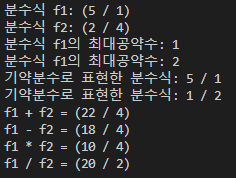 분수식 f1: (5 / 1)
분수식 f2: (2 / 4)
분수식 f1의 최대공약수: 1
분수식 f1의 최대공약수: 2
기약분수로 표현한 분수식: 5 / 1
기약분수로 표현한 분수식: 1 / 2
f1 + f2 = (22 / 4)
f1 - f2 = (18 / 4)
f1 * f2 = (10 / 4)
f1 / f2 = (20 / 2)